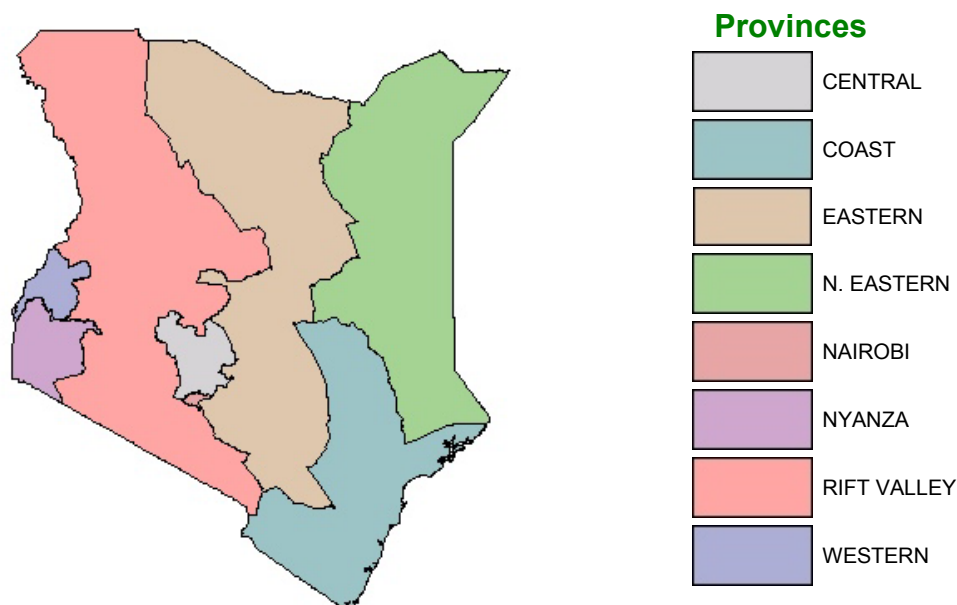 Provinces
CENTRAL
COAST
EASTERN
N. EASTERN
NAIROBI
NYANZA
RIFT VALLEY
WESTERN